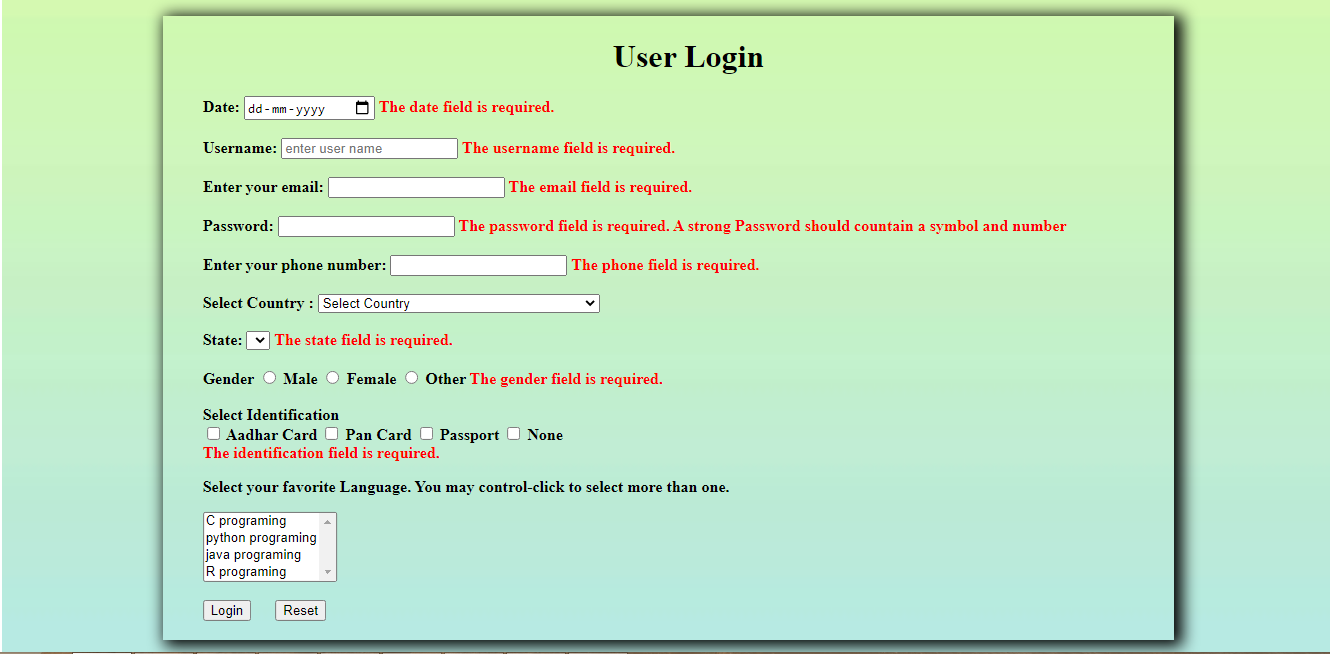 User Login
Date: dd-mm-yyyy The date field is required.
Username: enter user name The username field is required.
Enter your email: The email field is required.
Password: The password field is required. A strong Password should countain a symbol and number
Enter your phone number: The phone field is required.
Select Country : Select Country
State: The state field is required.
Gender Male Female Other The gender field is required.
Select Identification
Aadhar Card Pan Card Passport None
The identification field is required.
Select your favorite Language. You may control-click to select more than one.
C programing
python programing
java programing
R programing
Login Reset